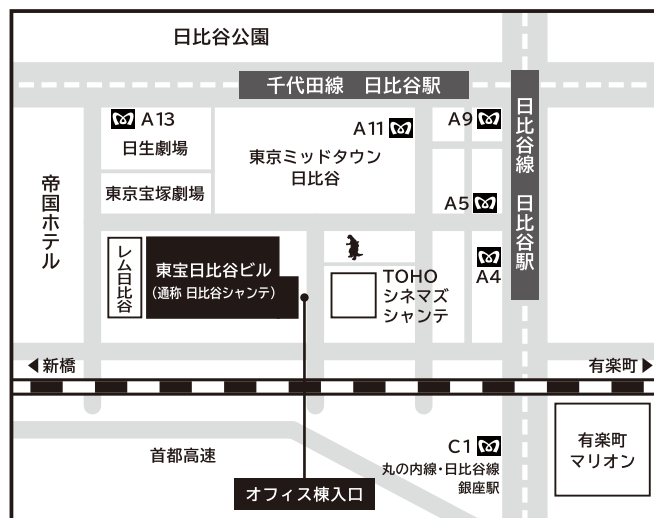 日比谷公園
千代田線 日比谷駅
A13
日生劇場
東京宝塚劇場
A11
東京ミッドタウン
日比谷
A9
A5
A4
日比谷線 日比谷駅
帝国ホテル
レム日比谷
東宝日比谷ビル
(通称 日比谷シャンテ)
TOHO
シネマズ
シャンテ
新橋
有楽町
首都高速
C1
丸の内線・日比谷線
銀座駅
有楽町
マリオン
オフィス棟入口